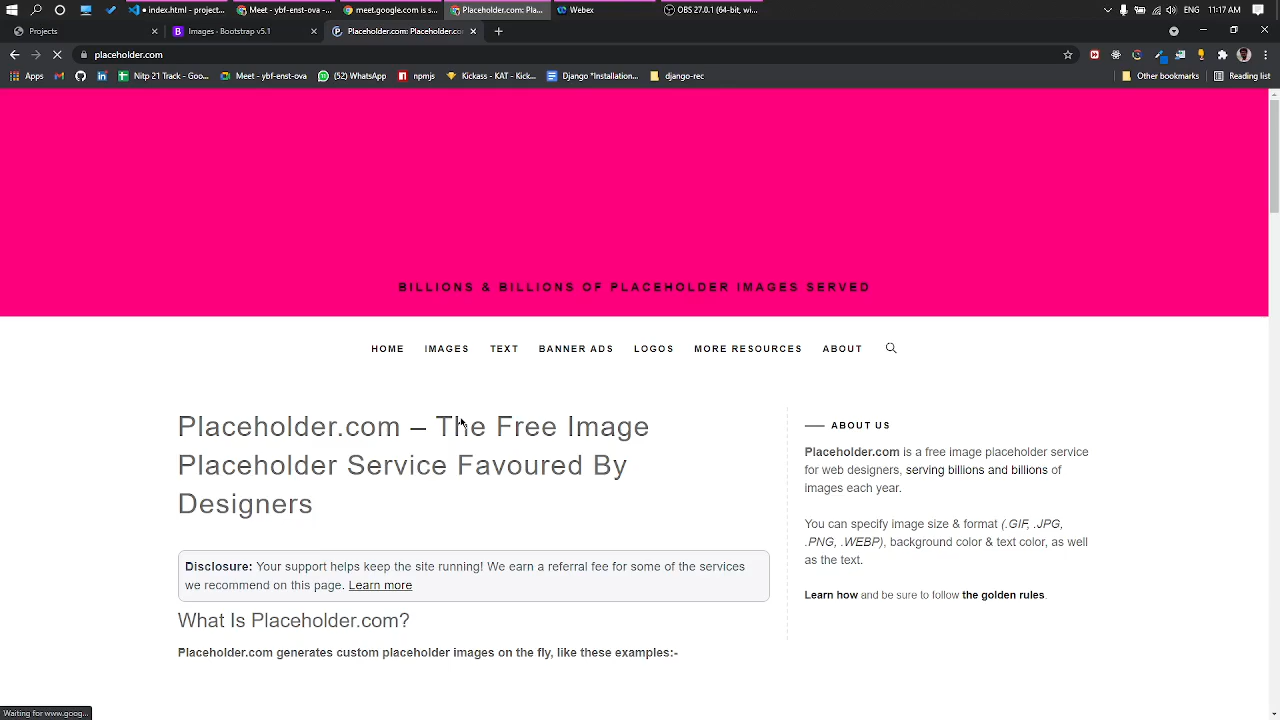 index.html - project...
Meet - ybf-enst-ova -...
meet.google.com is s...
Placeholder.com: Pla...
Webex
OBS 27.0.1 (64-bit, wi...
ENG
11:17 AM
Projects
Images · Bootstrap v5.1
Placeholder.com: Placeholder.co
placeholder.com
Apps
Nitp 21 Track - Goo...
Meet - ybf-enst-ova
(52) WhatsApp
npmjs
Kickass - KAT - Kick...
Django *Installation...
django-rec
Other bookmarks
Reading list
BILLIONS & BILLIONS OF PLACEHOLDER IMAGES SERVED
HOME
IMAGES
TEXT
BANNER ADS
LOGOS
MORE RESOURCES
ABOUT
Placeholder.com – The Free Image
Placeholder Service Favoured By
Designers
Disclosure: Your support helps keep the site running! We earn a referral fee for some of the services
we recommend on this page. Learn more
What Is Placeholder.com?
Placeholder.com generates custom placeholder images on the fly, like these examples:-
ABOUT US
Placeholder.com is a free image placeholder service
for web designers, serving billions and billions of
images each year.
You can specify image size & format (.GIF, .JPG,
.PNG, .WEBP), background color & text color, as well
as the text.
Learn how and be sure to follow the golden rules.
Waiting for www.goog...